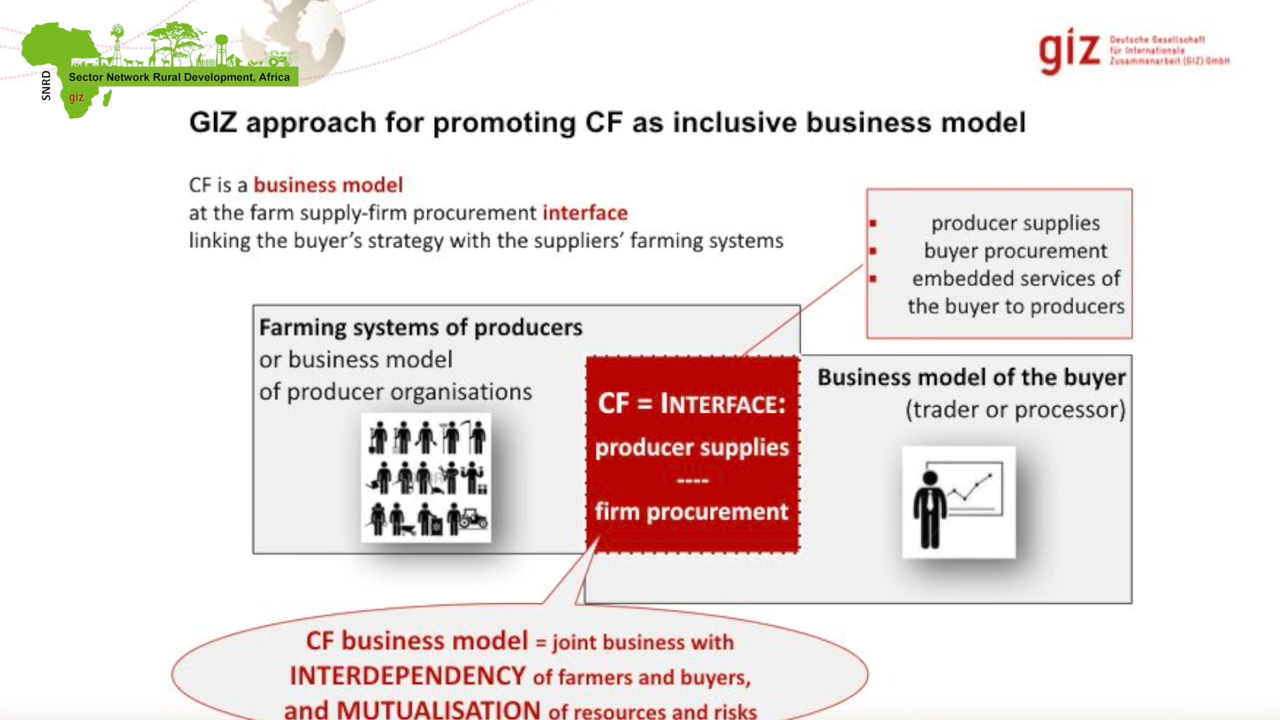 SNRD
Sector Network Rural Development, Africa
giz
giz
Deutsche Gesellschaft
für Internationale
Zusammenarbeit (GIZ) GmbH
GIZ approach for promoting CF as inclusive business model
CF is a business model
at the farm supply-firm procurement interface
linking the buyer’s strategy with the suppliers’ farming systems
▪ producer supplies
▪ buyer procurement
▪ embedded services of
the buyer to producers
Farming systems of producers
or business model
of producer organisations
CF = INTERFACE:
producer supplies
----
firm procurement
Business model of the buyer
(trader or processor)
CF business model = joint business with
INTERDEPENDENCY of farmers and buyers,
and MUTUALISATION of resources and risks